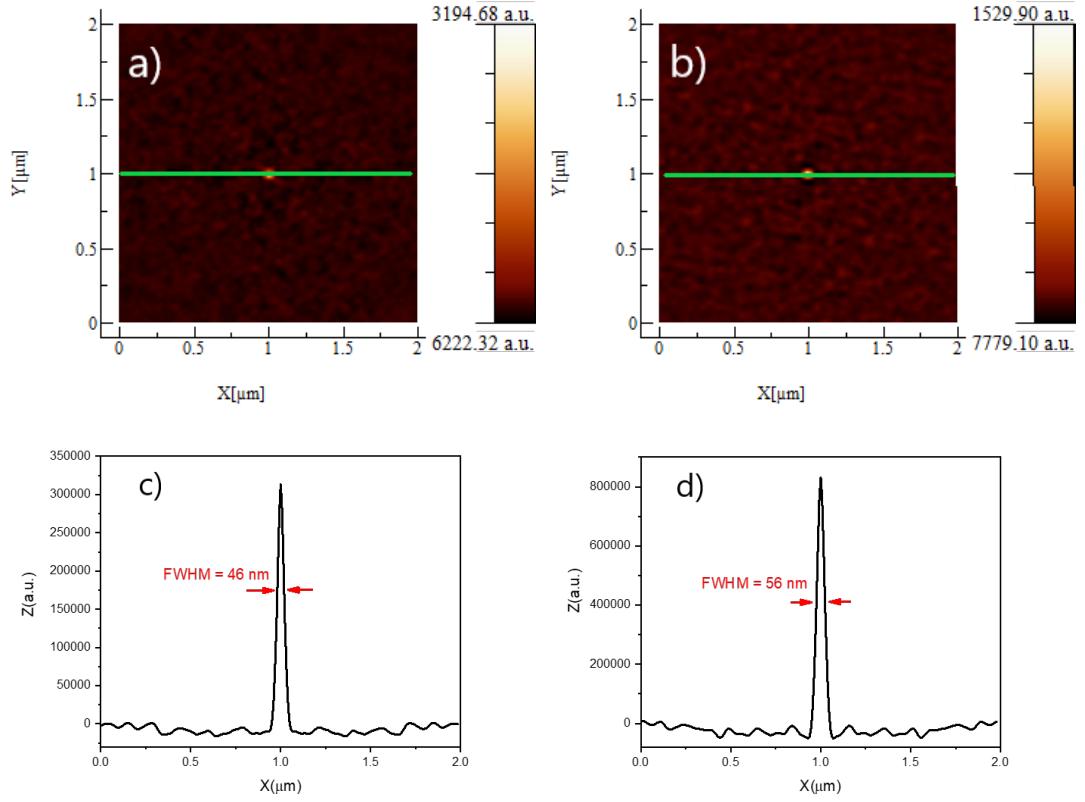 3194.68 a.u.
1529.90 a.u.
a)
b)
2
1.5
1
0.5
0
Y[µm]
2
1.5
1
0.5
0
Y[µm]
6222.32 a.u.
7779.10 a.u.
0 0.5 1 1.5 2
0 0.5 1 1.5 2
X[µm]
X[µm]
c)
350000
300000
250000
200000
150000
100000
50000
0
Z(a.u.)
FWHM = 46 nm
0.0 0.5 1.0 1.5 2.0
X(µm)
d)
800000
600000
400000
200000
0
Z(a.u.)
FWHM = 56 nm
0.0 0.5 1.0 1.5 2.0
X(µm)